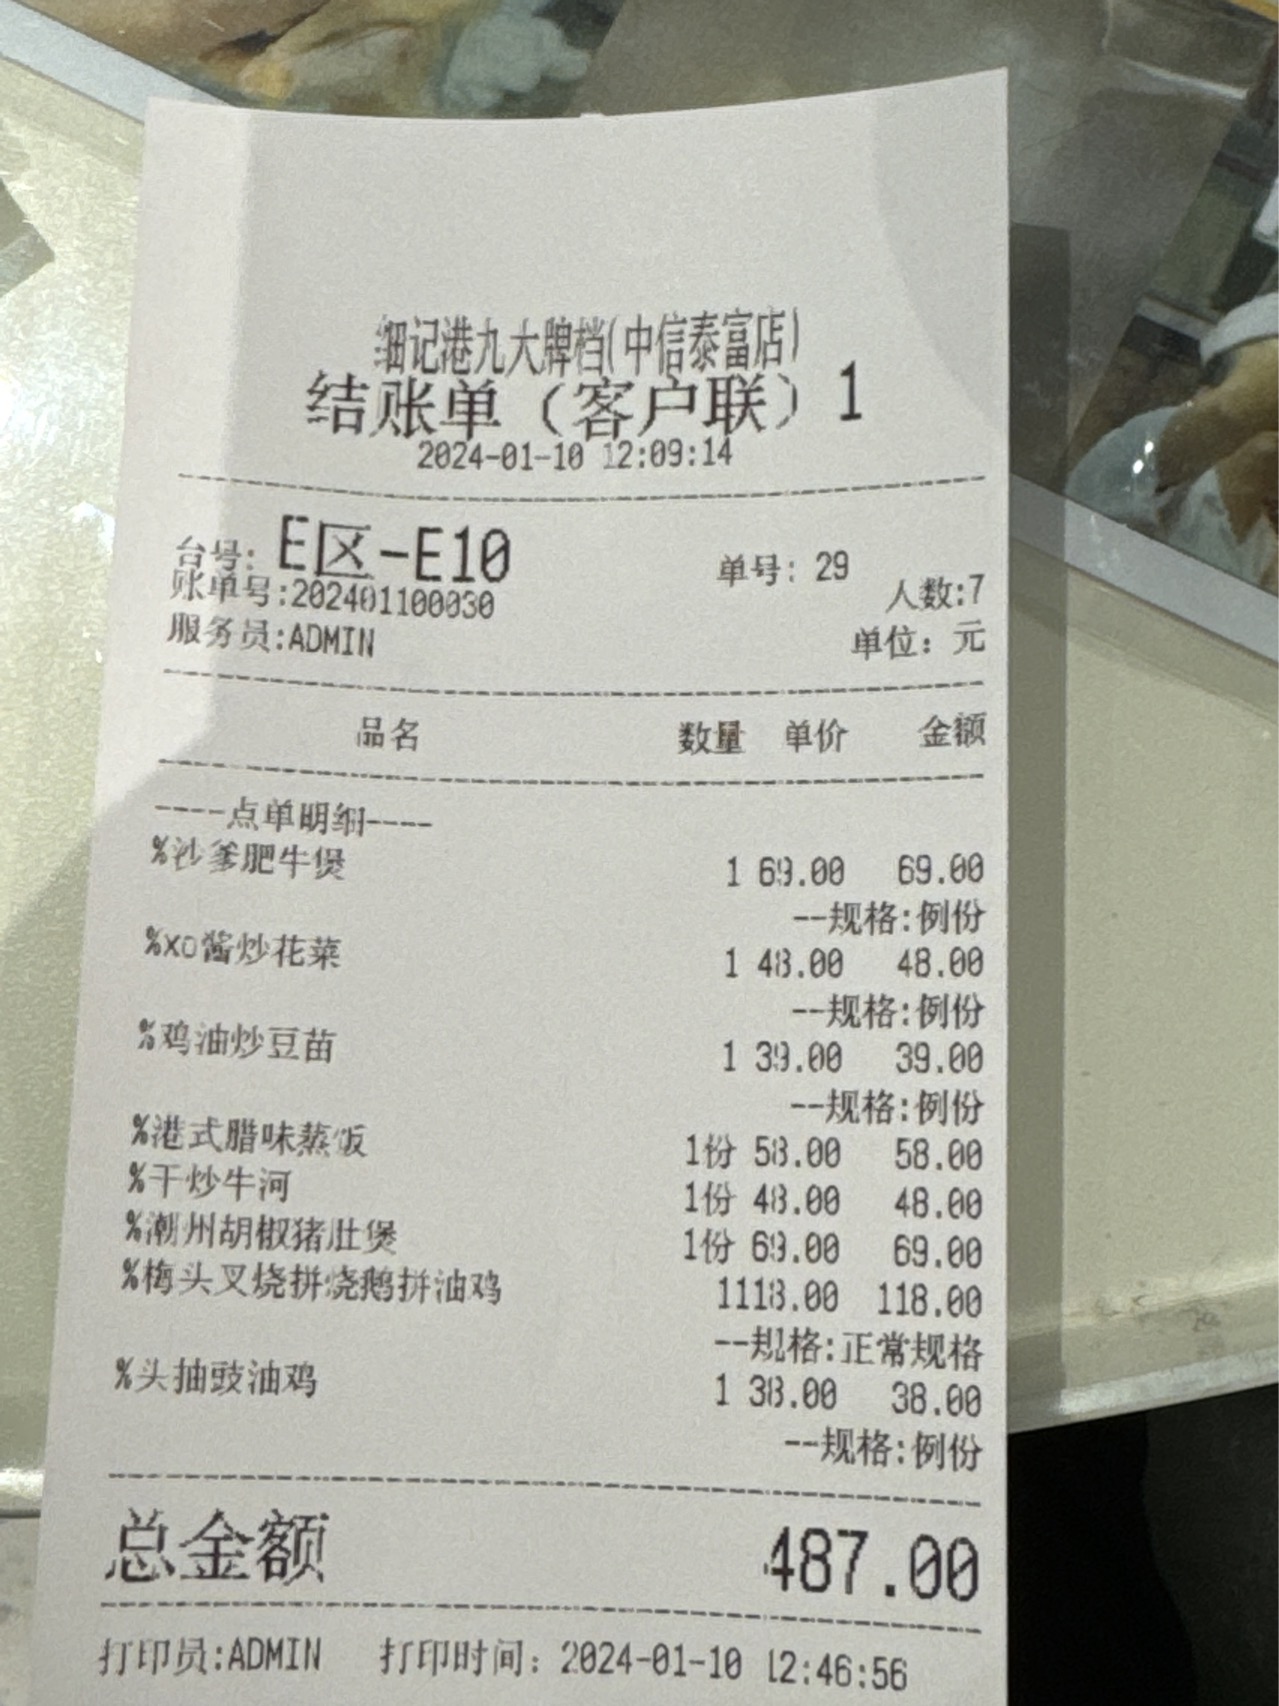 细记港九大牌档(中信泰富店)
结账单（客户联）1
2024-01-10 12:09:14
台号: E区-E10 单号: 29
账单号:202401100030 人数:7
服务员:ADMIN 单位: 元
品名 数量 单价 金额
----点单明细----
%沙爹肥牛煲 1 69.00 69.00
--规格:例份
%xo酱炒花菜 1 48.00 48.00
--规格:例份
%鸡油炒豆苗 1 39.00 39.00
--规格:例份
%港式腊味蒸饭 1份 58.00 58.00
%干炒牛河 1份 48.00 48.00
%潮州胡椒猪肚煲 1份 69.00 69.00
%梅头叉烧拼烧鹅拼油鸡 1118.00 118.00
--规格:正常规格
%头抽豉油鸡 1 38.00 38.00
--规格:例份
总金额 487.00
打印员:ADMIN 打印时间: 2024-01-10 12:46:56